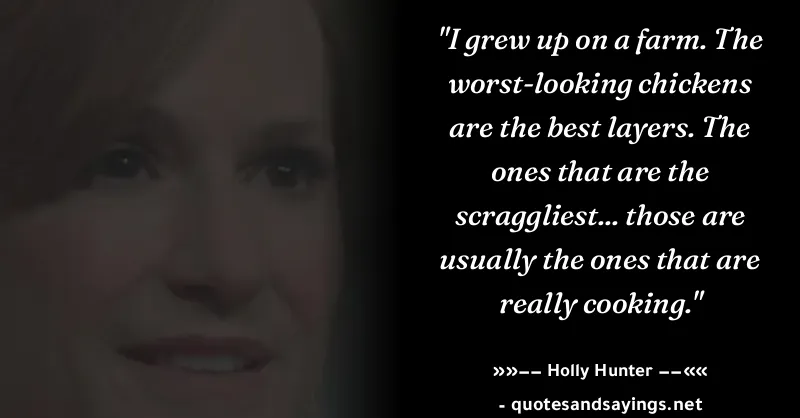 "I grew up on a farm. The
worst-looking chickens
are the best layers. The
ones that are the
scraggliest... those are
usually the ones that are
really cooking."
»»–– Holly Hunter ––««
- quotesandsayings.net